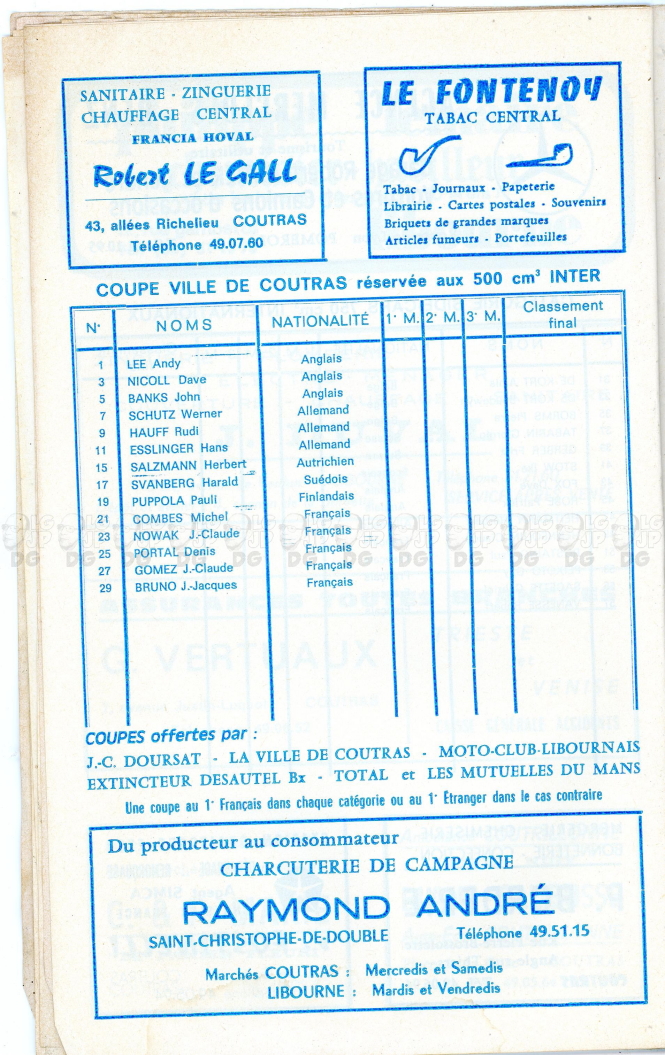 SANITAIRE - ZINGUERIE
CHAUFFAGE CENTRAL
FRANCIA HOVAL
Robert LE GALL
43, allées Richelieu COUTRAS
Téléphone 49.07.60
LE FONTENOY
TABAC CENTRAL
Tabac - Journaux - Papeterie
Librairie - Cartes postales - Souvenirs
Briquets de grandes marques
Articles fumeurs - Portefeuilles
COUPE VILLE DE COUTRAS réservée aux 500 cm³ INTER
N° NOMS NATIONALITÉ 1° M. 2° M. 3° M. Classement final
1 LEE Andy Anglais
3 NICOLL Dave Anglais
5 BANKS John Anglais
7 SCHUTZ Werner Allemand
9 HAUFF Rudi Allemand
11 ESSLINGER Hans Allemand
15 SALZMANN Herbert Autrichien
17 SVANBERG Harald Suédois
19 PUPPOLA Pauli Finlandais
21 COMBES Michel Français
23 NOWAK J.-Claude Français
25 PORTAL Denis Français
27 GOMEZ J.-Claude Français
29 BRUNO J.-Jacques Français
COUPES offertes par :
J.-C. DOURSAT - LA VILLE DE COUTRAS - MOTO-CLUB-LIBOURNAIS
EXTINCTEUR DESAUTEL Bx - TOTAL et LES MUTUELLES DU MANS
Une coupe au 1° Français dans chaque catégorie ou au 1° Etranger dans le cas contraire
Du producteur au consommateur
CHARCUTERIE DE CAMPAGNE
RAYMOND ANDRÉ
SAINT-CHRISTOPHE-DE-DOUBLE Téléphone 49.51.15
Marchés COUTRAS : Mercredis et Samedis
LIBOURNE : Mardis et Vendredis